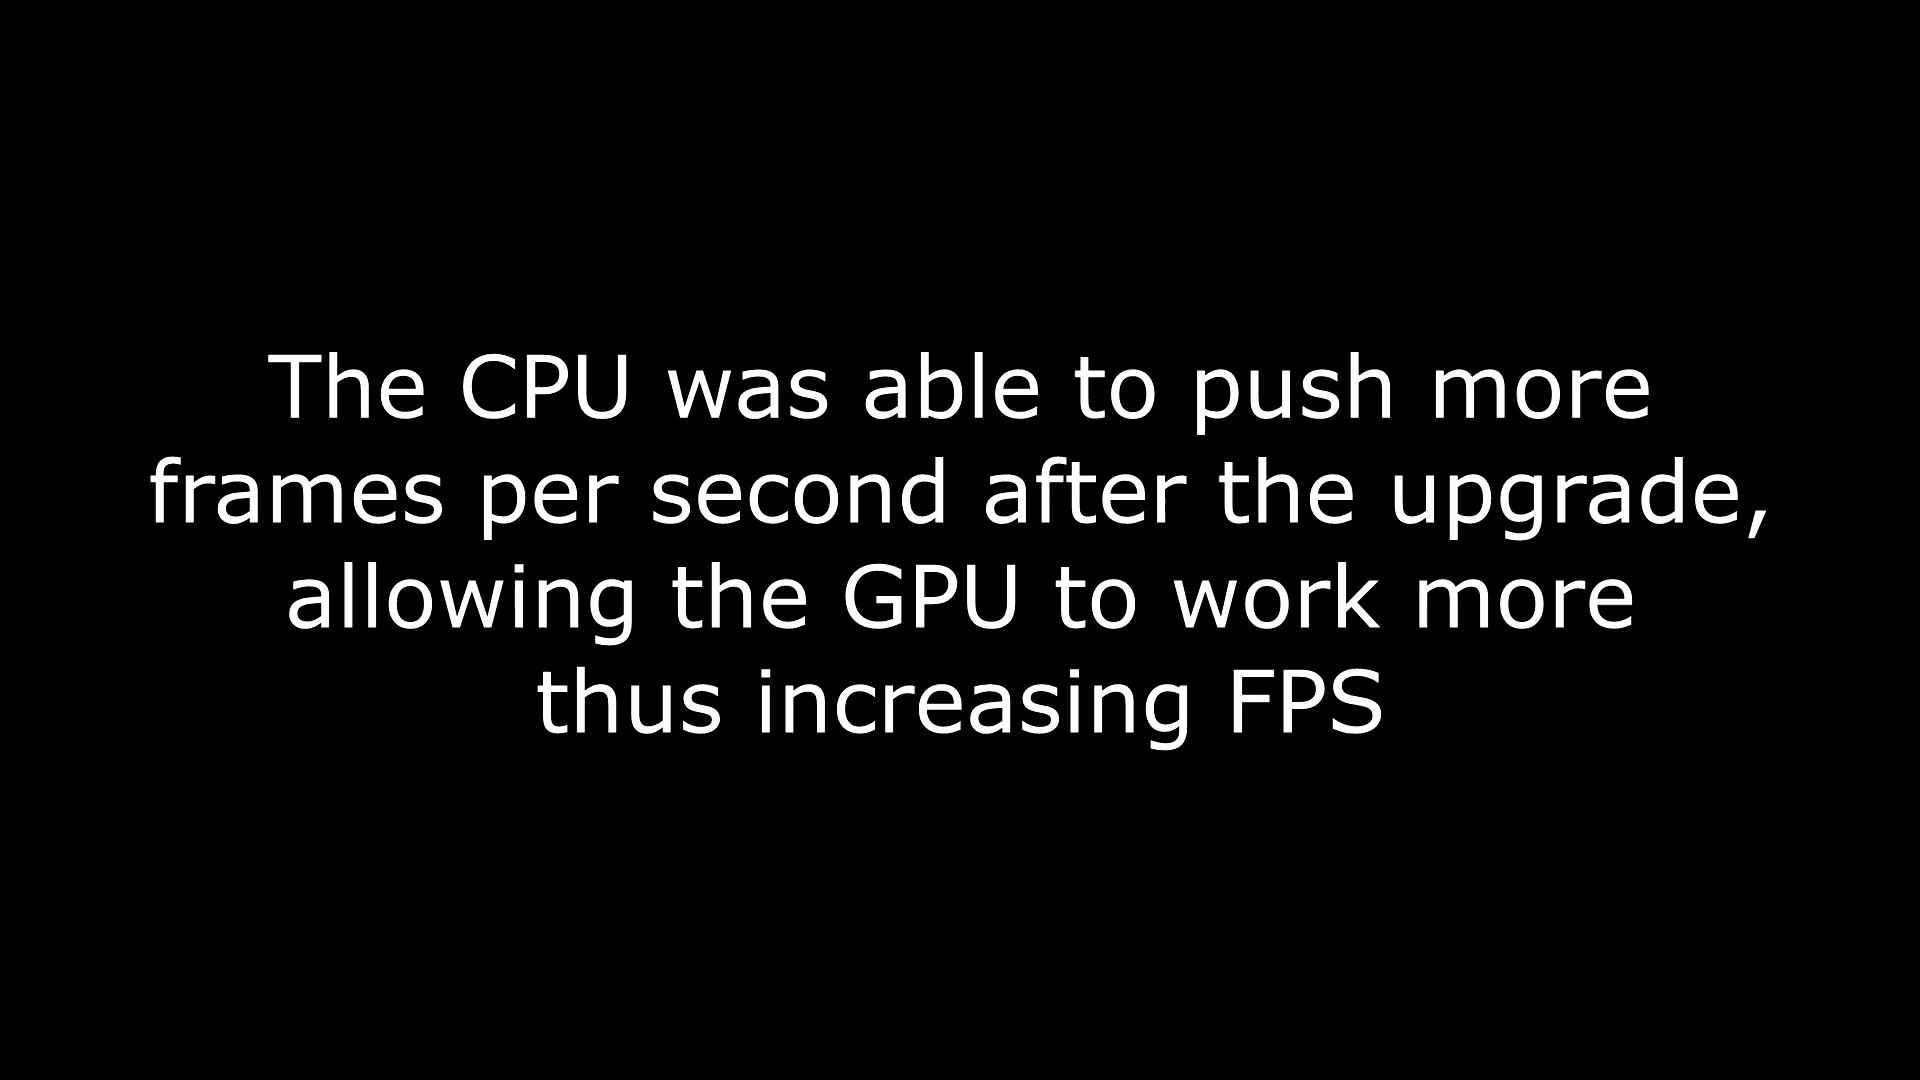 The CPU was able to push more
frames per second after the upgrade,
allowing the GPU to work more
thus increasing FPS